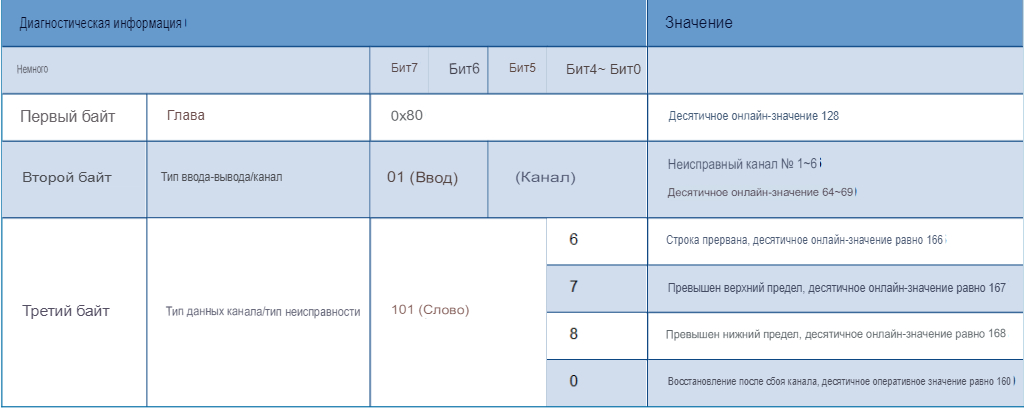 Диагностическая информация
Значение
Немного
Бит7
Бит6
Бит5
Бит4~ Бит0
Первый байт
Глава
0x80
Десятичное онлайн-значение 128
Второй байт
Тип ввода-вывода/канал
01 (Ввод)
(Канал)
Неисправный канал № 1~6
Десятичное онлайн-значение 64~69
Третий байт
Тип данных канала/тип неисправности
101 (Слово)
6
Строка прервана, десятичное онлайн-значение равно 166
7
Превышен верхний предел, десятичное онлайн-значение равно 167
8
Превышен нижний предел, десятичное онлайн-значение равно 168
0
Восстановление после сбоя канала, десятичное оперативное значение равно 160